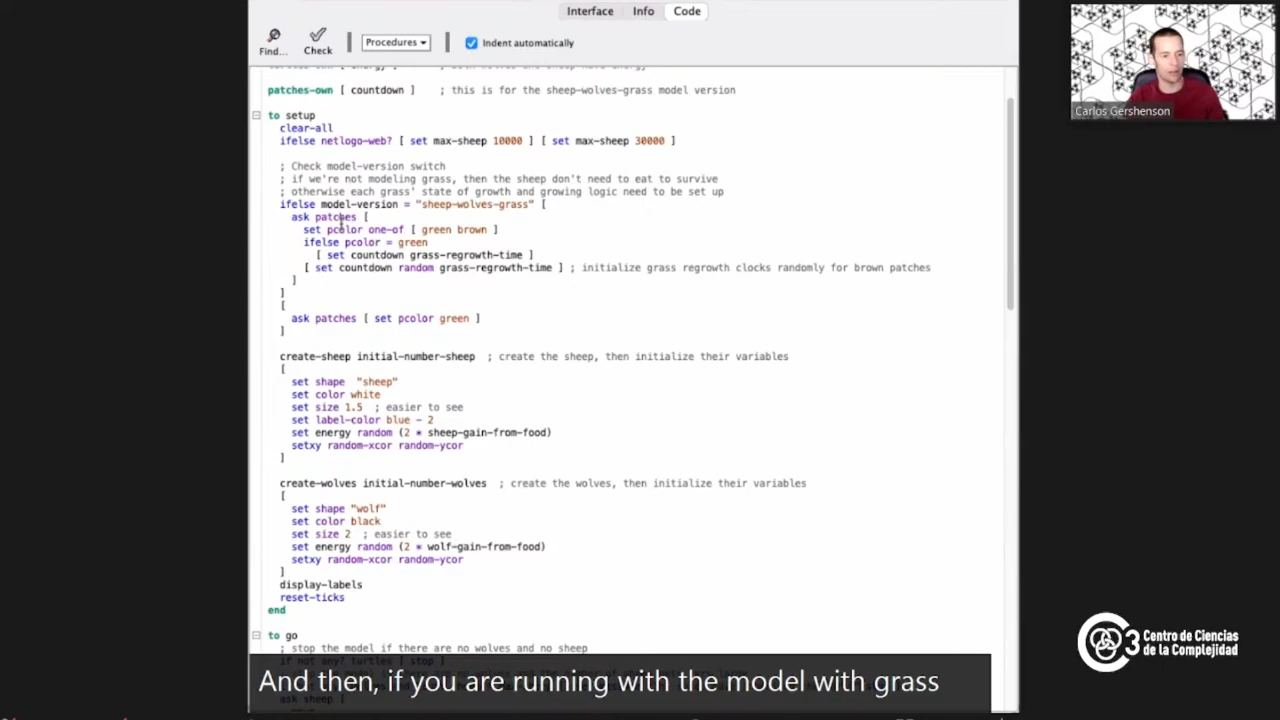 Interface Info Code
Find... Check Procedures Indent automatically
patches-own [ countdown ] ; this is for the sheep-wolves-grass model version
to setup
clear-all
ifelse netlogo-web? [ set max-sheep 10000 ] [ set max-sheep 30000 ]
; Check model-version switch
; if we're not modeling grass, then the sheep don't need to eat to survive
; otherwise each grass' state of growth and growing logic need to be set up
ifelse model-version = "sheep-wolves-grass" [
ask patches [
set pcolor one-of [ green brown ]
ifelse pcolor = green
[ set countdown grass-regrowth-time ]
[ set countdown random grass-regrowth-time ] ; initialize grass regrowth clocks randomly for brown patches
]
]
[
ask patches [ set pcolor green ]
]
create-sheep initial-number-sheep ; create the sheep, then initialize their variables
[
set shape "sheep"
set color white
set size 1.5 ; easier to see
set label-color blue - 2
set energy random (2 * sheep-gain-from-food)
setxy random-xcor random-ycor
]
create-wolves initial-number-wolves ; create the wolves, then initialize their variables
[
set shape "wolf"
set color black
set size 2 ; easier to see
set energy random (2 * wolf-gain-from-food)
setxy random-xcor random-ycor
]
display-labels
reset-ticks
end
to go
; stop the model if there are no wolves and no sheep
if not any? turtles [ stop ]
ask sheep [
And then, if you are running with the model with grass
Carlos Gershenson
C3 Centro de Ciencias
de la Complejidad